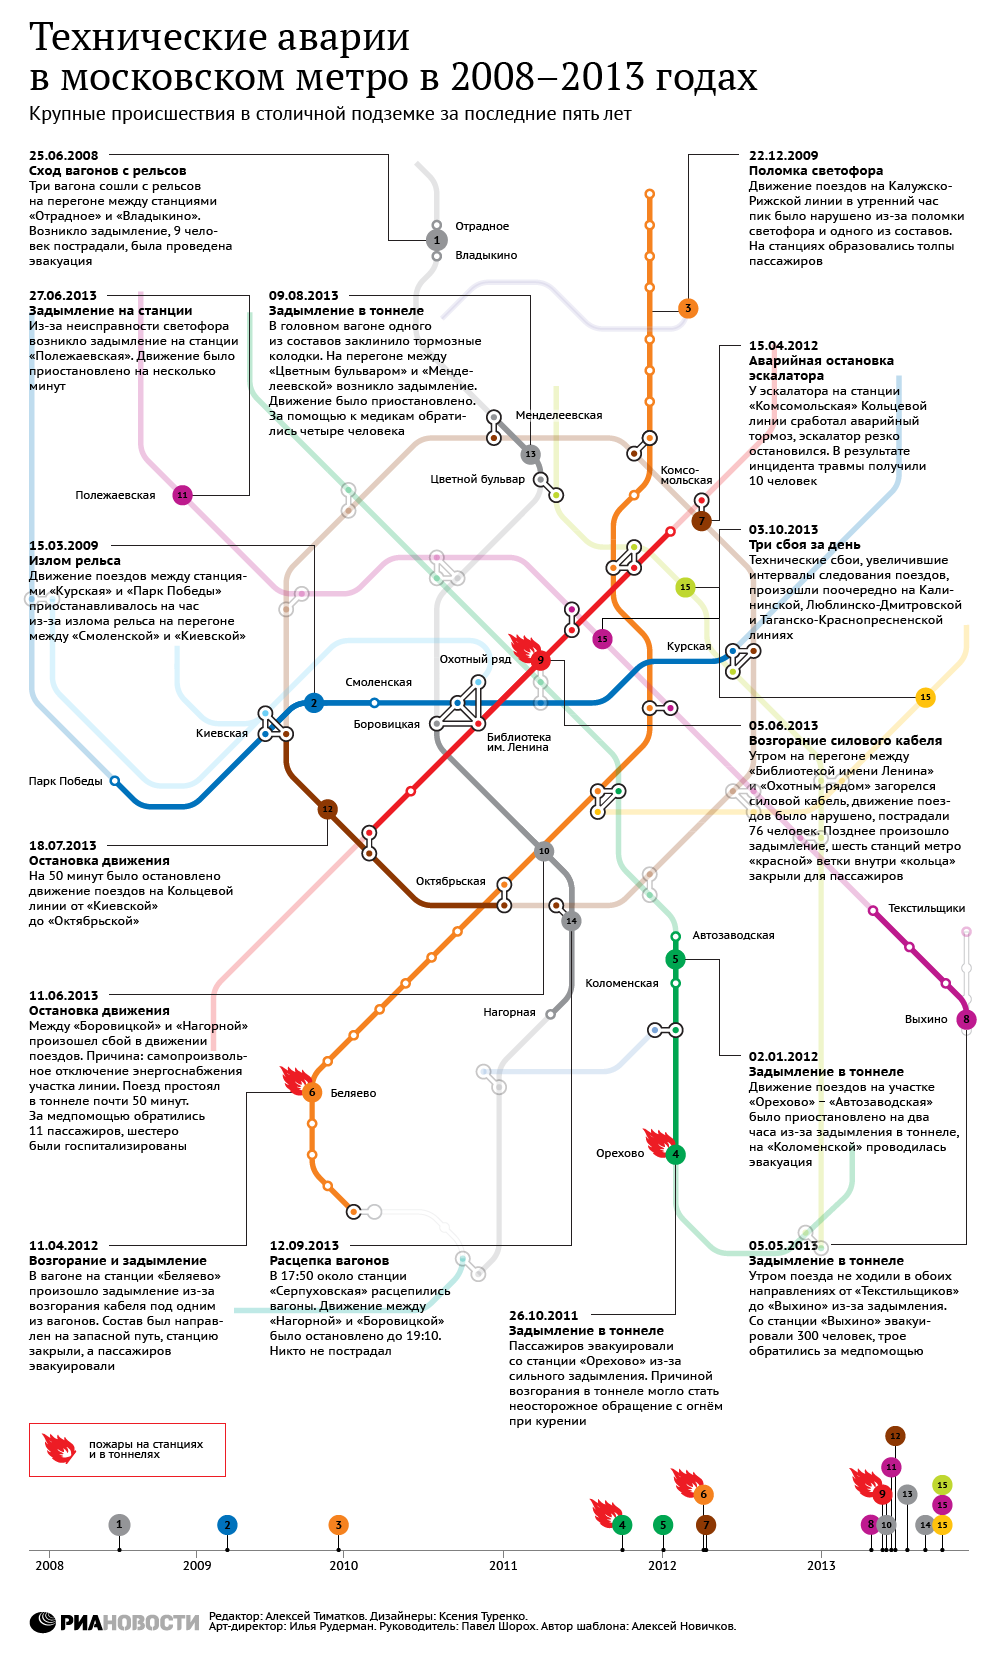 Технические аварии
в московском метро в 2008–2013 годах
Крупные происшествия в столичной подземке за последние пять лет
25.06.2008
Сход вагонов с рельсов
Три вагона сошли с рельсов
на перегоне между станциями
«Отрадное» и «Владыкино».
Возникло задымление, 9 чело-
век пострадали, была проведена
эвакуация
Отрадное
1
Владыкино
22.12.2009
Поломка светофора
Движение поездов на Калужско-
Рижской линии в утренний час
пик было нарушено из-за поломки
светофора и одного из составов.
На станциях образовались толпы
пассажиров
3
27.06.2013
Задымление на станции
Из-за неисправности светофора
возникло задымление на станции
«Полежаевская». Движение было
приостановлено на несколько
минут
09.08.2013
Задымление в тоннеле
В головном вагоне одного
из составов заклинило тормозные
колодки. На перегоне между
«Цветным бульваром» и «Менде-
леевской» возникло задымление.
Движение было приостановлено.
За помощью к медикам обрати-
лись четыре человека
15.04.2012
Аварийная остановка
эскалатора
У эскалатора на станции
«Комсомольская» Кольцевой
линии сработал аварийный
тормоз, эскалатор резко
остановился. В результате
инцидента травмы получили
10 человек
Менделеевская
13
Цветной бульвар
Комсо-
мольская
7
Полежаевская
11
15.03.2009
Излом рельса
Движение поездов между станция-
ми «Курская» и «Парк Победы»
приостанавливалось на час
из-за излома рельса на перегоне
между «Смоленской» и «Киевской»
03.10.2013
Три сбоя за день
Технические сбои, увеличившие
интервалы следования поездов,
произошли поочередно на Кали-
нинской, Люблинско-Дмитровской
и Таганско-Краснопресненской
линиях
15
15
Курская
Охотный ряд
9
Смоленская
2
15
Боровицкая
Киевская
Библиотека
им. Ленина
Парк Победы
05.06.2013
Возгорание силового кабеля
Утром на перегоне между
«Библиотекой имени Ленина»
и «Охотным рядом» загорелся
силовой кабель, движение поез-
дов было нарушено, пострадали
76 человек. Позднее произошло
задымление, шесть станций метро
«красной» ветки внутри «кольца»
закрыли для пассажиров
12
18.07.2013
Остановка движения
На 50 минут было остановлено
движение поездов на Кольцевой
линии от «Киевской»
до «Октябрьской»
10
Октябрьская
14
Текстильщики
Автозаводская
5
Коломенская
Нагорная
Выхино
8
11.06.2013
Остановка движения
Между «Боровицкой» и «Нагорной»
произошел сбой в движении
поездов. Причина: самопроизволь-
ное отключение энергоснабжения
участка линии. Поезд простоял
в тоннеле почти 50 минут.
За медпомощью обратились
11 пассажиров, шестеро
были госпитализированы
6
Беляево
02.01.2012
Задымление в тоннеле
Движение поездов на участке
«Орехово» – «Автозаводская»
было приостановлено на два
часа из-за задымления в тоннеле,
на «Коломенской» проводилась
эвакуация
Орехово
4
11.04.2012
Возгорание и задымление
В вагоне на станции «Беляево»
произошло задымление из-за
возгорания кабеля под одним
из вагонов. Состав был направ-
лен на запасной путь, станцию
закрыли, а пассажиров
эвакуировали
12.09.2013
Расцепка вагонов
В 17:50 около станции
«Серпуховская» расцепились
вагоны. Движение между
«Нагорной» и «Боровицкой»
было остановлено до 19:10.
Никто не пострадал
26.10.2011
Задымление в тоннеле
Пассажиров эвакуировали
со станции «Орехово» из-за
сильного задымления. Причиной
возгорания в тоннеле могло стать
неосторожное обращение с огнём
при курении
05.05.2013
Задымление в тоннеле
Утром поезда не ходили в обоих
направлениях от «Текстильщиков»
до «Выхино» из-за задымления.
Со станции «Выхино» эвакуи-
ровали 300 человек, трое
обратились за медпомощью
пожары на станциях
и в тоннелях
12
11
15
6
9
13
15
1
2
3
4
5
7
8
10
14
15
2008
2009
2010
2011
2012
2013
РИАНОВОСТИ
Редактор: Алексей Тиматков. Дизайнеры: Ксения Туренко.
Арт-директор: Илья Рудерман. Руководитель: Павел Шорох. Автор шаблона: Алексей Новичков.